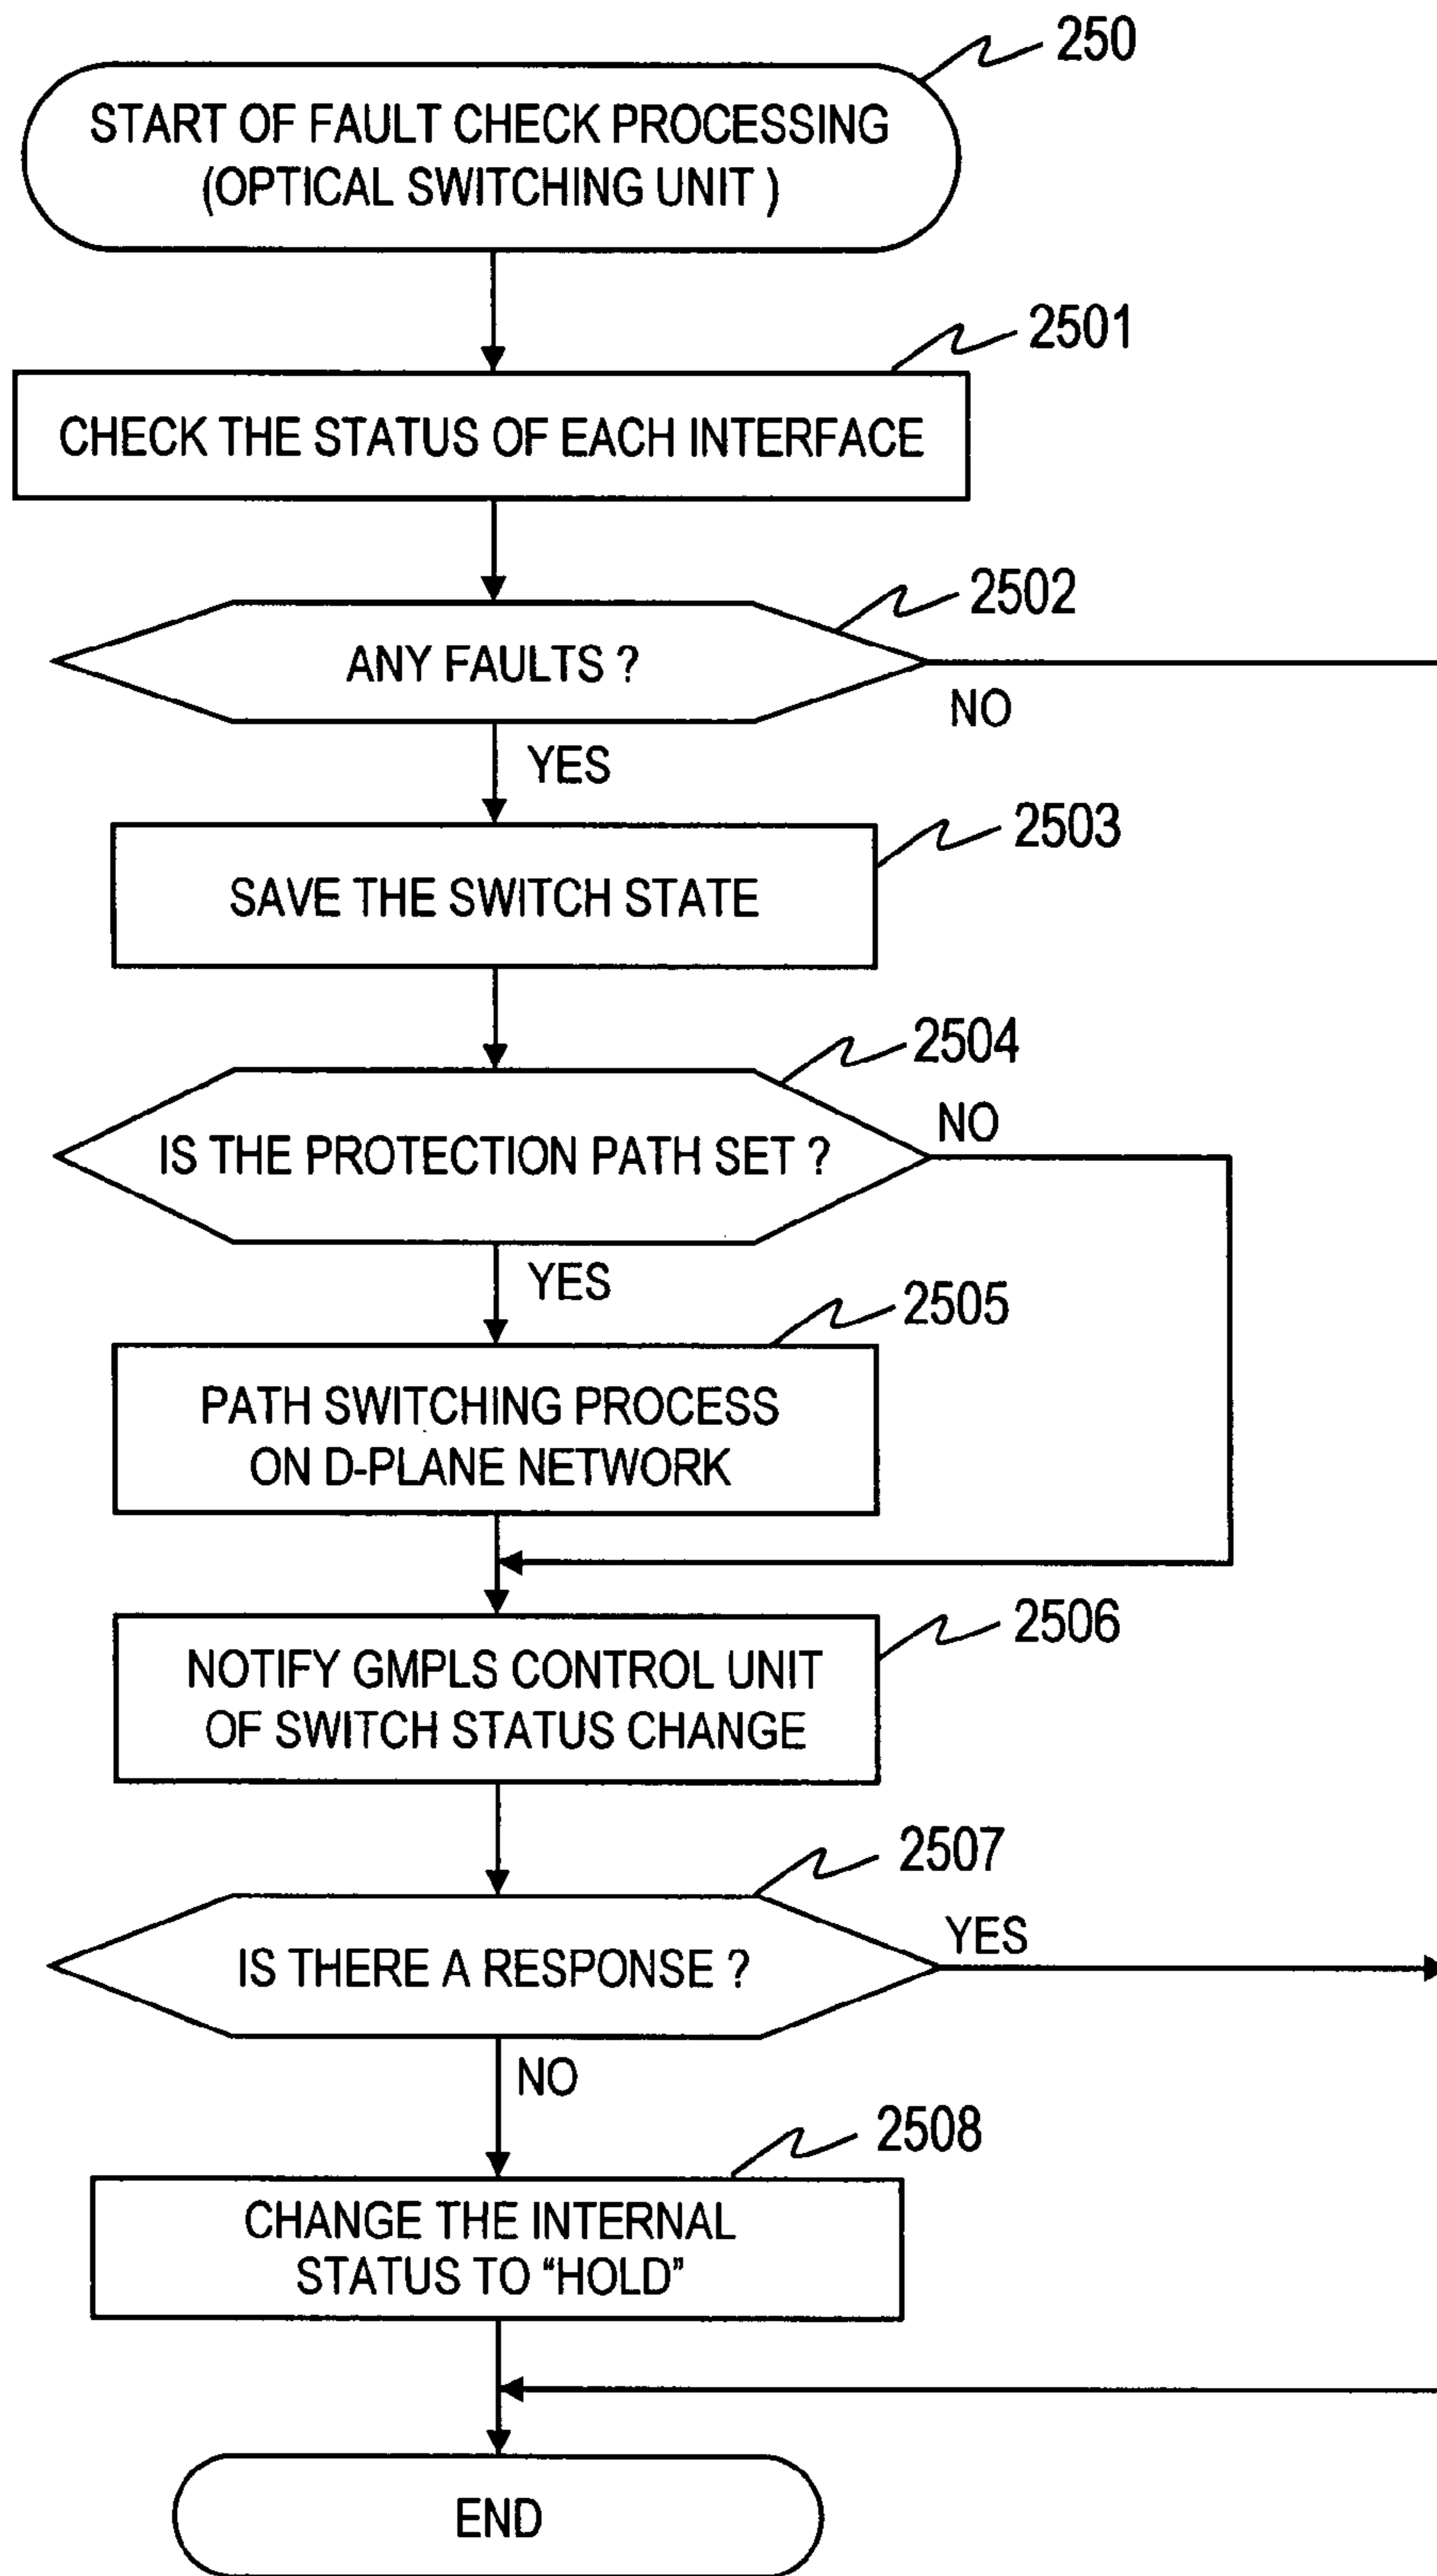 250
START OF FAULT CHECK PROCESSING
(OPTICAL SWITCHING UNIT )
2501
CHECK THE STATUS OF EACH INTERFACE
2502
ANY FAULTS ?
NO
YES
2503
SAVE THE SWITCH STATE
2504
IS THE PROTECTION PATH SET ?
NO
YES
2505
PATH SWITCHING PROCESS
ON D-PLANE NETWORK
2506
NOTIFY GMPLS CONTROL UNIT
OF SWITCH STATUS CHANGE
2507
IS THERE A RESPONSE ?
YES
NO
2508
CHANGE THE INTERNAL
STATUS TO “HOLD”
END